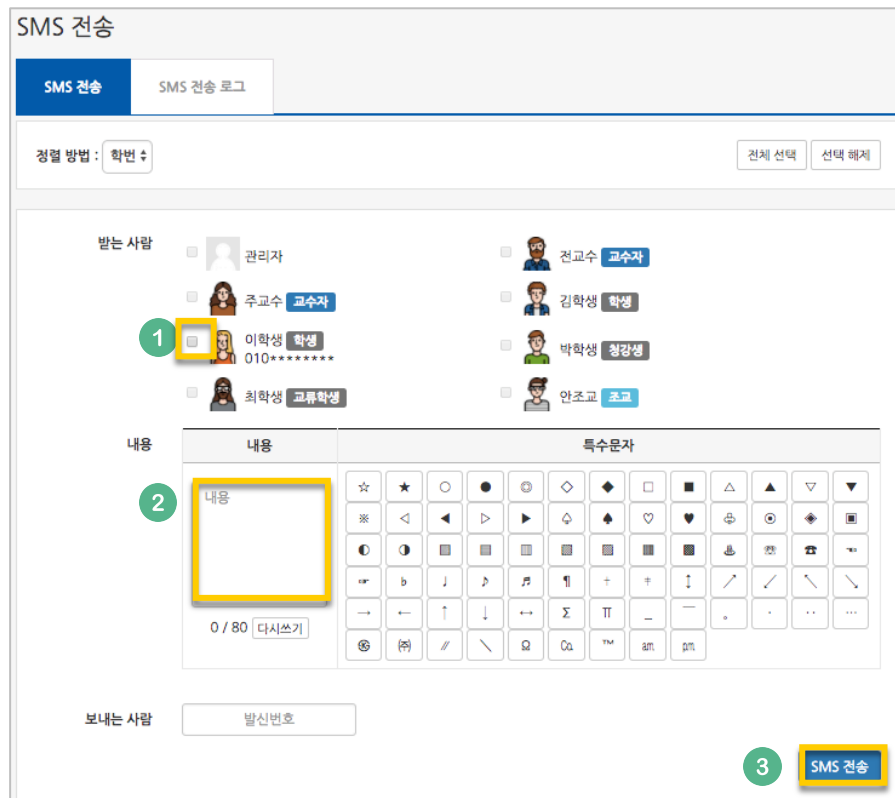 SMS 전송
SMS 전송 SMS 전송 로그
정렬 방법 : 학번 전체 선택 선택 해제
받는 사람 관리자 전교수 교수자
주교수 교수자 김학생 학생
1 이학생 학생 박학생 청강생
010********
최학생 교류학생 안조교 조교
내용 내용 특수문자
2 내용
☆ ★ ○ ● ◎ ◇ ◆ □ ■ △ ▲ ▽ ▼
※ ◁ ◀ ▷ ▶ ♤ ♠ ♡ ♥ ♧ ⊙ ◈ ▣
◐ ◑ ▒ ▤ ▥ ▨ ▧ ▦ ▩ ♨ ☏ ☎ ☜
☞ ♭ ♩ ♪ ♬ ¶ † ‡ ↕ ↗ ↙ ↖ ↘
→ ← ↑ ↓ ↔ Σ Π _ ¯ 。 · ‥ …
0 / 80 다시쓰기
㉿ ㈜ ∥ \ Ω ㏇ ™ ㏂ ㏘
보내는 사람 발신번호
3 SMS 전송